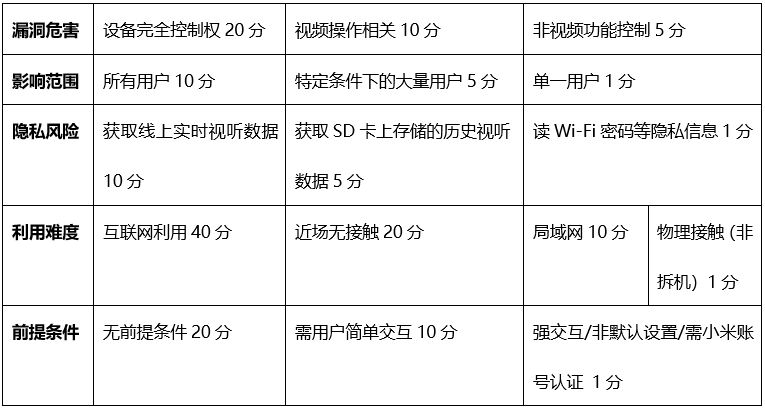 漏洞危害 设备完全控制权 20 分 视频操作相关 10 分 非视频功能控制 5 分
影响范围 所有用户 10 分 特定条件下的大量用户 5 分 单一用户 1 分
隐私风险 获取线上实时视听数据 获取 SD 卡上存储的历史视听 读 Wi-Fi 密码等隐私信息 1 分
10 分 数据 5 分
利用难度 互联网利用 40 分 近场无接触 20 分 局域网 10 分 物理接触 (非
拆机）1 分
前提条件 无前提条件 20 分 需用户简单交互 10 分 强交互/非默认设置/需小米账
号认证 1 分